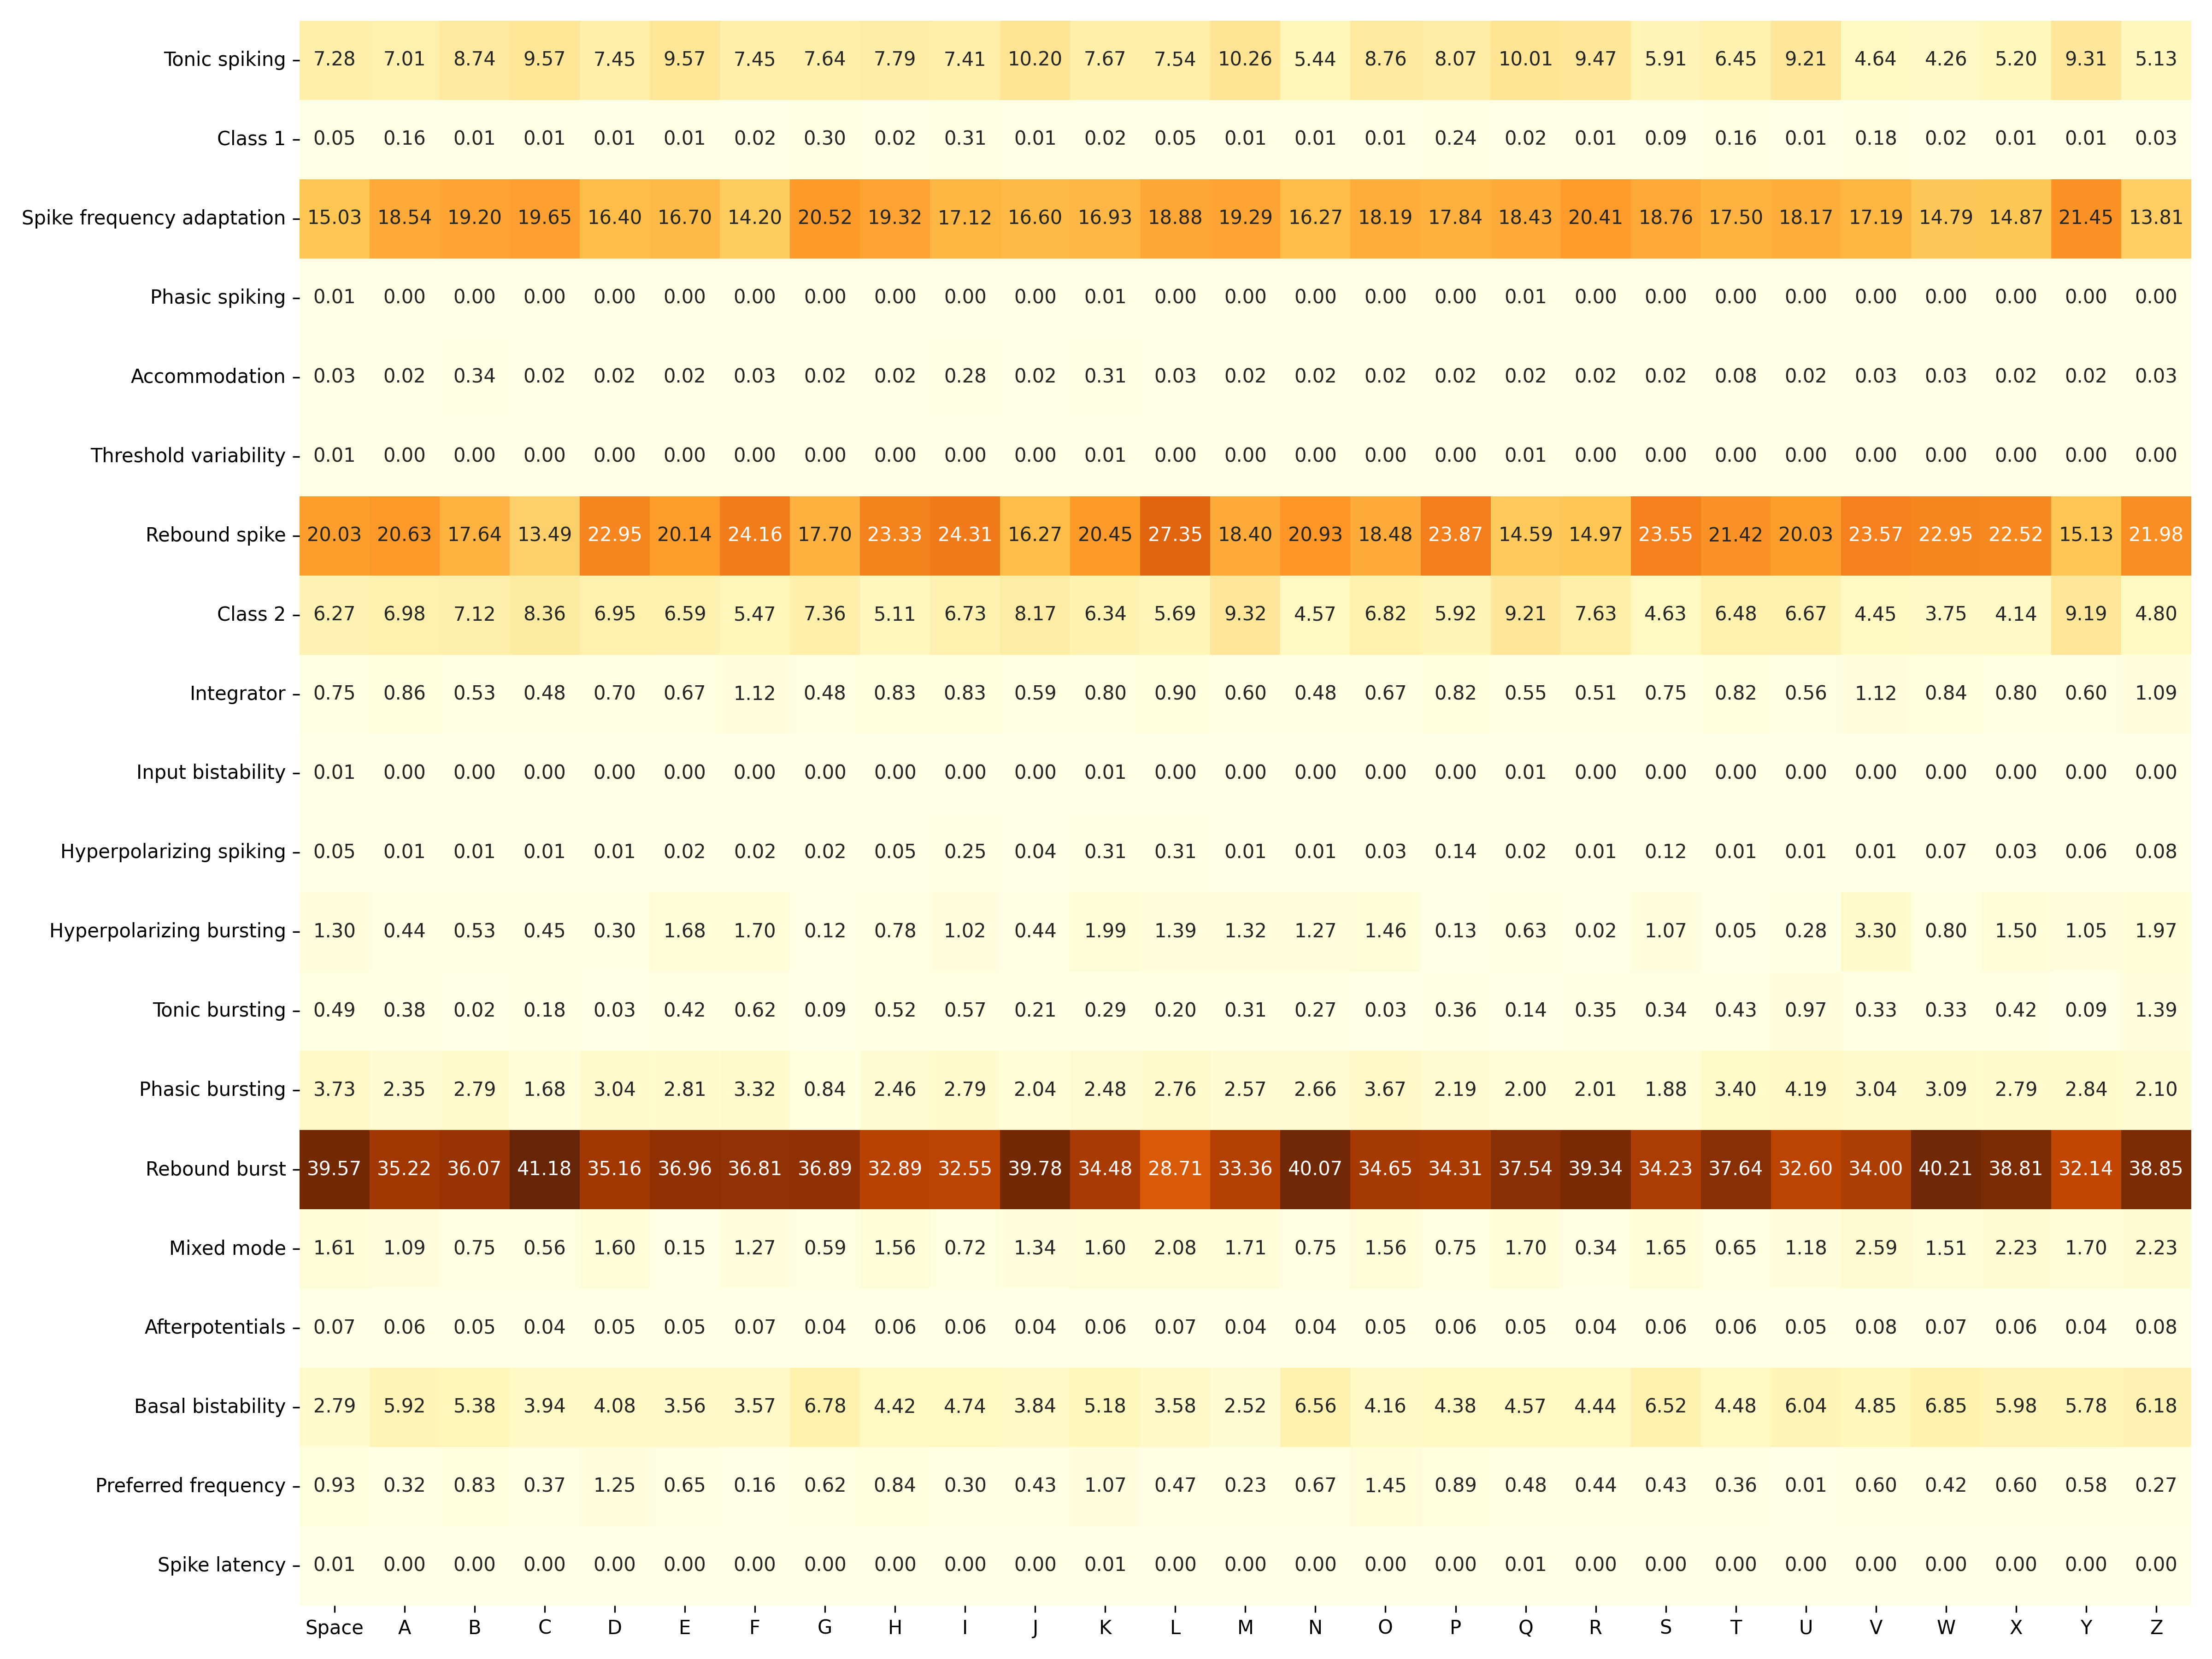 Tonic spiking 7.28 7.01 8.74 9.57 7.45 9.57 7.45 7.64 7.79 7.41 10.20 7.67 7.54 10.26 5.44 8.76 8.07 10.01 9.47 5.91 6.45 9.21 4.64 4.26 5.20 9.31 5.13
Class 1 0.05 0.16 0.01 0.01 0.01 0.01 0.02 0.30 0.02 0.31 0.01 0.02 0.05 0.01 0.01 0.01 0.24 0.02 0.01 0.09 0.16 0.01 0.18 0.02 0.01 0.01 0.03
Spike frequency adaptation 15.03 18.54 19.20 19.65 16.40 16.70 14.20 20.52 19.32 17.12 16.60 16.93 18.88 19.29 16.27 18.19 17.84 18.43 20.41 18.76 17.50 18.17 17.19 14.79 14.87 21.45 13.81
Phasic spiking 0.01 0.00 0.00 0.00 0.00 0.00 0.00 0.00 0.00 0.00 0.00 0.01 0.00 0.00 0.00 0.00 0.00 0.01 0.00 0.00 0.00 0.00 0.00 0.00 0.00 0.00 0.00
Accommodation 0.03 0.02 0.34 0.02 0.02 0.02 0.03 0.02 0.02 0.28 0.02 0.31 0.03 0.02 0.02 0.02 0.02 0.02 0.02 0.02 0.08 0.02 0.03 0.03 0.02 0.02 0.03
Threshold variability 0.01 0.00 0.00 0.00 0.00 0.00 0.00 0.00 0.00 0.00 0.00 0.01 0.00 0.00 0.00 0.00 0.00 0.01 0.00 0.00 0.00 0.00 0.00 0.00 0.00 0.00 0.00
Rebound spike 20.03 20.63 17.64 13.49 22.95 20.14 24.16 17.70 23.33 24.31 16.27 20.45 27.35 18.40 20.93 18.48 23.87 14.59 14.97 23.55 21.42 20.03 23.57 22.95 22.52 15.13 21.98
Class 2 6.27 6.98 7.12 8.36 6.95 6.59 5.47 7.36 5.11 6.73 8.17 6.34 5.69 9.32 4.57 6.82 5.92 9.21 7.63 4.63 6.48 6.67 4.45 3.75 4.14 9.19 4.80
Integrator 0.75 0.86 0.53 0.48 0.70 0.67 1.12 0.48 0.83 0.83 0.59 0.80 0.90 0.60 0.48 0.67 0.82 0.55 0.51 0.75 0.82 0.56 1.12 0.84 0.80 0.60 1.09
Input bistability 0.01 0.00 0.00 0.00 0.00 0.00 0.00 0.00 0.00 0.00 0.00 0.01 0.00 0.00 0.00 0.00 0.00 0.01 0.00 0.00 0.00 0.00 0.00 0.00 0.00 0.00 0.00
Hyperpolarizing spiking 0.05 0.01 0.01 0.01 0.01 0.02 0.02 0.02 0.05 0.25 0.04 0.31 0.31 0.01 0.01 0.03 0.14 0.02 0.01 0.12 0.01 0.01 0.01 0.07 0.03 0.06 0.08
Hyperpolarizing bursting 1.30 0.44 0.53 0.45 0.30 1.68 1.70 0.12 0.78 1.02 0.44 1.99 1.39 1.32 1.27 1.46 0.13 0.63 0.02 1.07 0.05 0.28 3.30 0.80 1.50 1.05 1.97
Tonic bursting 0.49 0.38 0.02 0.18 0.03 0.42 0.62 0.09 0.52 0.57 0.21 0.29 0.20 0.31 0.27 0.03 0.36 0.14 0.35 0.34 0.43 0.97 0.33 0.33 0.42 0.09 1.39
Phasic bursting 3.73 2.35 2.79 1.68 3.04 2.81 3.32 0.84 2.46 2.79 2.04 2.48 2.76 2.57 2.66 3.67 2.19 2.00 2.01 1.88 3.40 4.19 3.04 3.09 2.79 2.84 2.10
Rebound burst 39.57 35.22 36.07 41.18 35.16 36.96 36.81 36.89 32.89 32.55 39.78 34.48 28.71 33.36 40.07 34.65 34.31 37.54 39.34 34.23 37.64 32.60 34.00 40.21 38.81 32.14 38.85
Mixed mode 1.61 1.09 0.75 0.56 1.60 0.15 1.27 0.59 1.56 0.72 1.34 1.60 2.08 1.71 0.75 1.56 0.75 1.70 0.34 1.65 0.65 1.18 2.59 1.51 2.23 1.70 2.23
Afterpotentials 0.07 0.06 0.05 0.04 0.05 0.05 0.07 0.04 0.06 0.06 0.04 0.06 0.07 0.04 0.04 0.05 0.06 0.05 0.04 0.06 0.06 0.05 0.08 0.07 0.06 0.04 0.08
Basal bistability 2.79 5.92 5.38 3.94 4.08 3.56 3.57 6.78 4.42 4.74 3.84 5.18 3.58 2.52 6.56 4.16 4.38 4.57 4.44 6.52 4.48 6.04 4.85 6.85 5.98 5.78 6.18
Preferred frequency 0.93 0.32 0.83 0.37 1.25 0.65 0.16 0.62 0.84 0.30 0.43 1.07 0.47 0.23 0.67 1.45 0.89 0.48 0.44 0.43 0.36 0.01 0.60 0.42 0.60 0.58 0.27
Spike latency 0.01 0.00 0.00 0.00 0.00 0.00 0.00 0.00 0.00 0.00 0.00 0.01 0.00 0.00 0.00 0.00 0.00 0.01 0.00 0.00 0.00 0.00 0.00 0.00 0.00 0.00 0.00
Space A B C D E F G H I J K L M N O P Q R S T U V W X Y Z